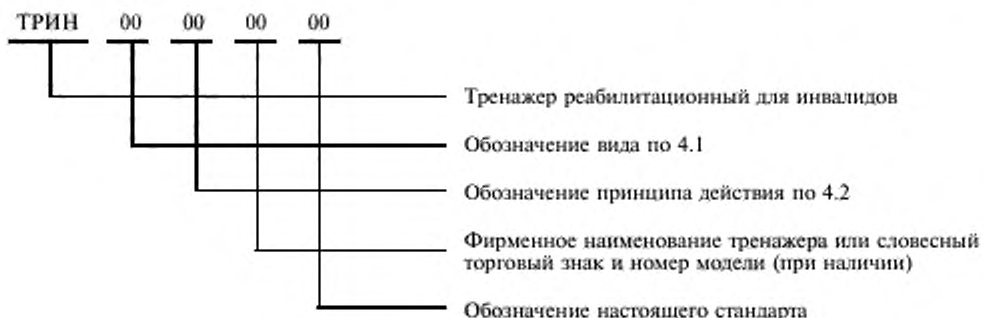 ТРИН 00 00 00 00
Тренажер реабилитационный для инвалидов
Обозначение вида по 4.1
Обозначение принципа действия по 4.2
Фирменное наименование тренажера или словесный
торговый знак и номер модели (при наличии)
Обозначение настоящего стандарта